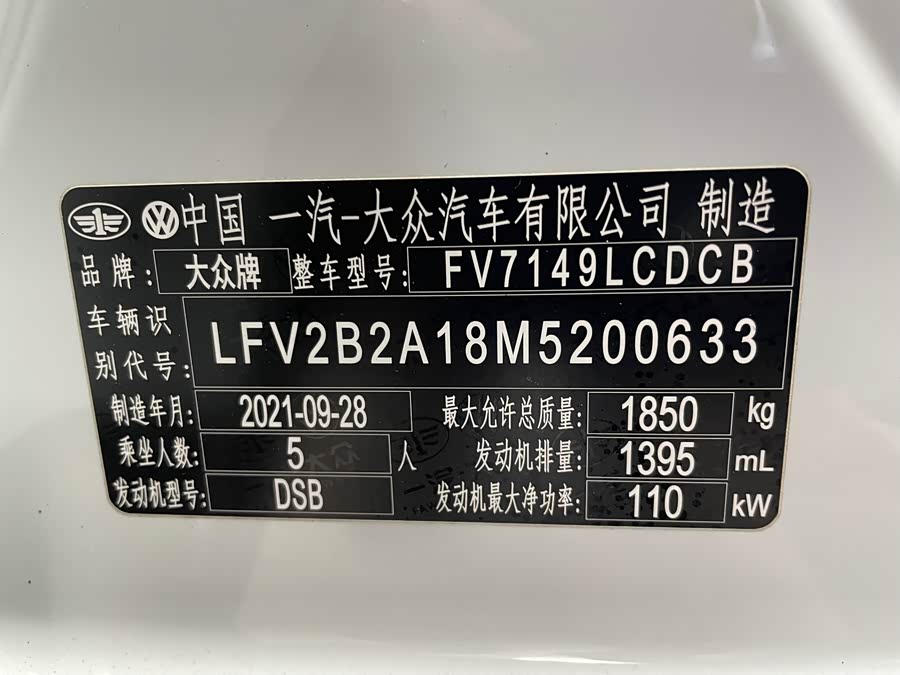 中国 一汽-大众汽车有限公司 制造
品牌: 大众牌 整车型号: FV7149LCDCB
车辆识别代号: LFV2B2A18M5200633
制造年月: 2021-09-28 最大允许总质量: 1850 kg
乘坐人数: 5 人 发动机排量: 1395 mL
发动机型号: DSB 发动机最大净功率: 110 kW